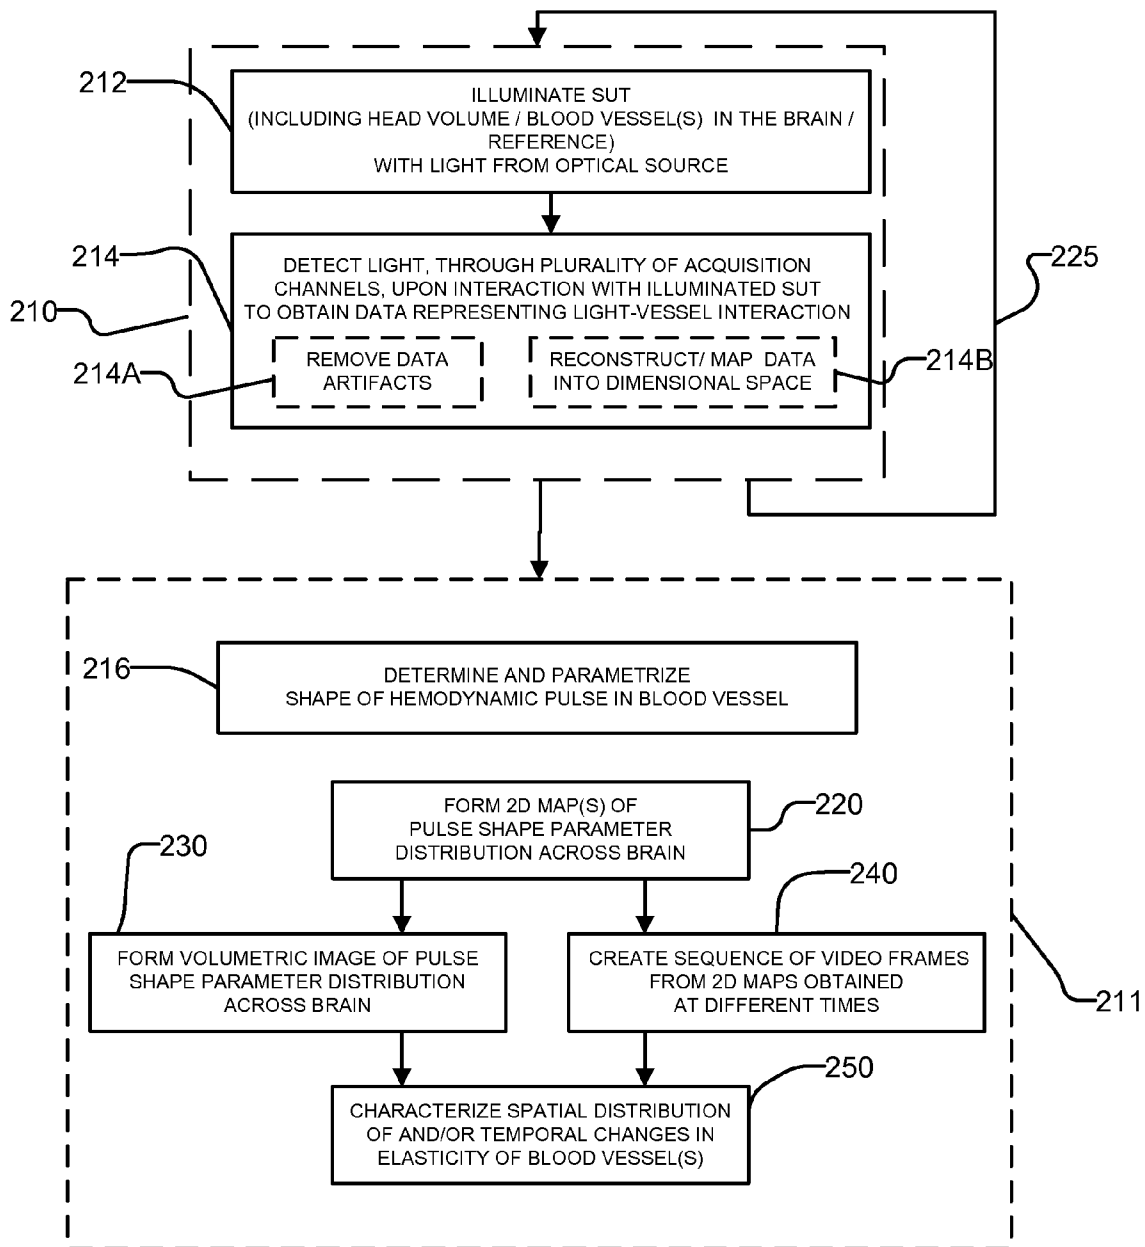 212
ILLUMINATE SUT
(INCLUDING HEAD VOLUME / BLOOD VESSEL(S) IN THE BRAIN /
REFERENCE)
WITH LIGHT FROM OPTICAL SOURCE
214
210
225
DETECT LIGHT, THROUGH PLURALITY OF ACQUISITION
CHANNELS, UPON INTERACTION WITH ILLUMINATED SUT
TO OBTAIN DATA REPRESENTING LIGHT-VESSEL INTERACTION
214A
REMOVE DATA
ARTIFACTS
RECONSTRUCT/ MAP DATA
INTO DIMENSIONAL SPACE
214B
216
DETERMINE AND PARAMETRIZE
SHAPE OF HEMODYNAMIC PULSE IN BLOOD VESSEL
FORM 2D MAP(S) OF
PULSE SHAPE PARAMETER
DISTRIBUTION ACROSS BRAIN
220
230
240
FORM VOLUMETRIC IMAGE OF PULSE
SHAPE PARAMETER DISTRIBUTION
ACROSS BRAIN
CREATE SEQUENCE OF VIDEO FRAMES
FROM 2D MAPS OBTAINED
AT DIFFERENT TIMES
211
250
CHARACTERIZE SPATIAL DISTRIBUTION
OF AND/OR TEMPORAL CHANGES IN
ELASTICITY OF BLOOD VESSEL(S)